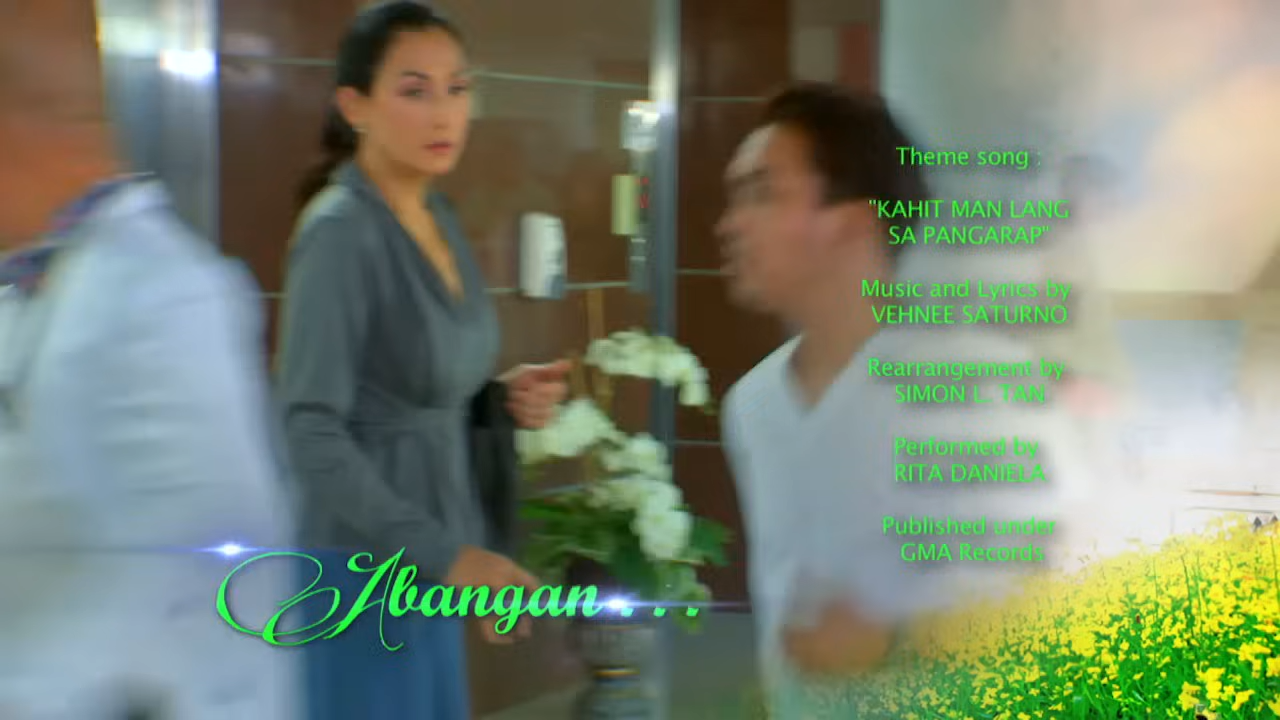 Theme song :
"KAHIT MAN LANG
SA PANGARAP"
Music and Lyrics by
VEHNEE SATURNO
Rearrangement by
SIMON L. TAN
Performed by
RITA DANIELA
Published under
GMA Records
Abangan . . .